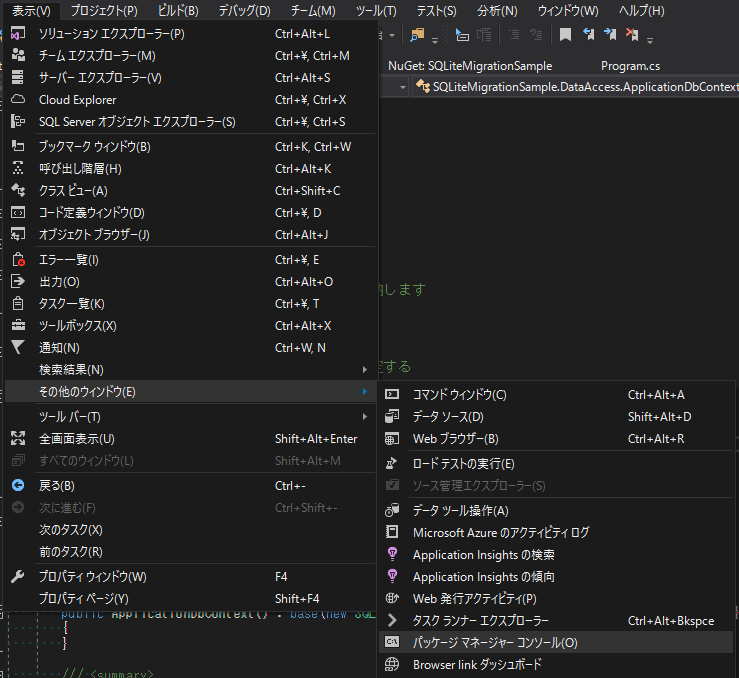 表示(V) プロジェクト(P) ビルド(B) デバッグ(D) チーム(M) ツール(T) テスト(S) 分析(N) ウィンドウ(W) ヘルプ(H)
ソリューション エクスプローラー(P) Ctrl+Alt+L
チーム エクスプローラー(M) Ctrl+¥, Ctrl+M
NuGet: SQLiteMigrationSample Program.cs
サーバー エクスプローラー(V) Ctrl+Alt+S
SQLiteMigrationSample.DataAccess.ApplicationDbContext
Cloud Explorer Ctrl+¥, Ctrl+X
SQL Server オブジェクト エクスプローラー(S) Ctrl+¥, Ctrl+S
ブックマーク ウィンドウ(B) Ctrl+K, Ctrl+W
呼び出し階層(H) Ctrl+Alt+K
クラス ビュー(A) Ctrl+Shift+C
コード定義ウィンドウ(D) Ctrl+¥, D
オブジェクト ブラウザー(J) Ctrl+Alt+J
エラー一覧(I) Ctrl+¥, E
出力(O) Ctrl+Alt+O
します
タスク一覧(K) Ctrl+¥, T
ツールボックス(X) Ctrl+Alt+X
通知(N) Ctrl+W, N
検索結果(N)
定する
その他のウィンドウ(E)
ツール バー(T)
全画面表示(U) Shift+Alt+Enter
すべてのウィンドウ(L) Shift+Alt+M
戻る(B) Ctrl+-
次に進む(F) Ctrl+Shift+-
次のタスク(X)
前のタスク(R)
プロパティ ウィンドウ(W) F4
プロパティ ページ(Y) Shift+F4
コマンド ウィンドウ(C) Ctrl+Alt+A
データ ソース(D) Shift+Alt+D
Web ブラウザー(B) Ctrl+Alt+R
ロード テストの実行(E)
ソース管理エクスプローラー(S)
データ ツール操作(A)
Microsoft Azure のアクティビティ ログ
Application Insights の検索
Application Insights の傾向
Web 発行アクティビティ(P)
タスク ランナー エクスプローラー Ctrl+Alt+Bkspce
パッケージ マネージャー コンソール(O)
Browser link ダッシュボード
public ApplicationDbContext() : base(new SQL
{
}
/// <summary>